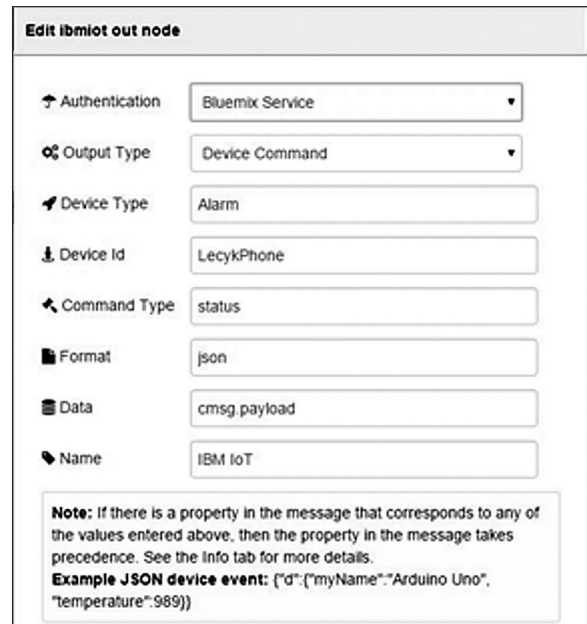 Edit ibmiot out node
Authentication Bluemix Service
Output Type Device Command
Device Type Alarm
Device Id LecykPhone
Command Type status
Format json
Data cmsg.payload
Name IBM IoT
Note: If there is a property in the message that corresponds to any of
the values entered above, then the property in the message takes
precedence. See the Info tab for more details.
Example JSON device event: {"d":{"myName":"Arduino Uno",
"temperature":989}}